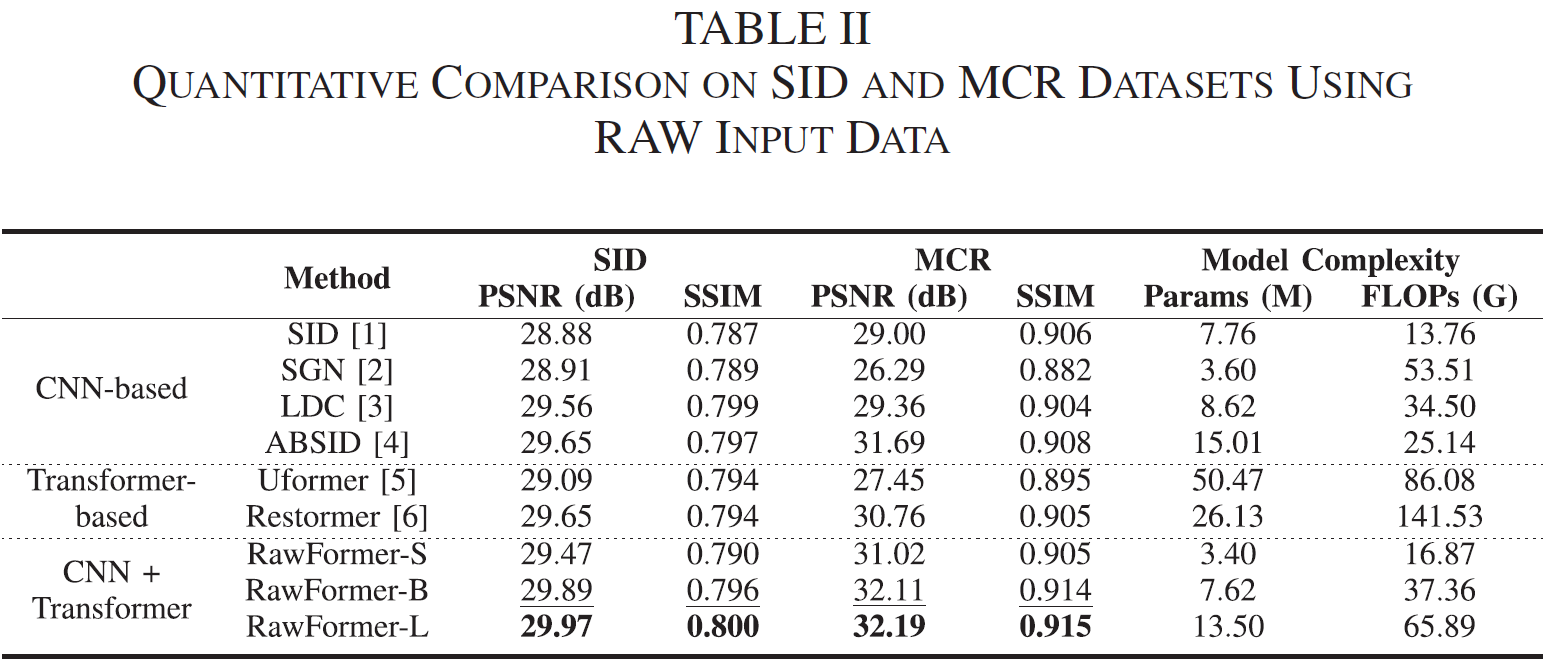 TABLE II
QUANTITATIVE COMPARISON ON SID AND MCR DATASETS USING
RAW INPUT DATA
Method SID MCR Model Complexity
PSNR (dB) SSIM PSNR (dB) SSIM Params (M) FLOPs (G)
CNN-based
SID [1] 28.88 0.787 29.00 0.906 7.76 13.76
SGN [2] 28.91 0.789 26.29 0.882 3.60 53.51
LDC [3] 29.56 0.799 29.36 0.904 8.62 34.50
ABSID [4] 29.65 0.797 31.69 0.908 15.01 25.14
Transformer-
based
Uformer [5] 29.09 0.794 27.45 0.895 50.47 86.08
Restormer [6] 29.65 0.794 30.76 0.905 26.13 141.53
CNN +
Transformer
RawFormer-S 29.47 0.790 31.02 0.905 3.40 16.87
RawFormer-B 29.89 0.796 32.11 0.914 7.62 37.36
RawFormer-L 29.97 0.800 32.19 0.915 13.50 65.89